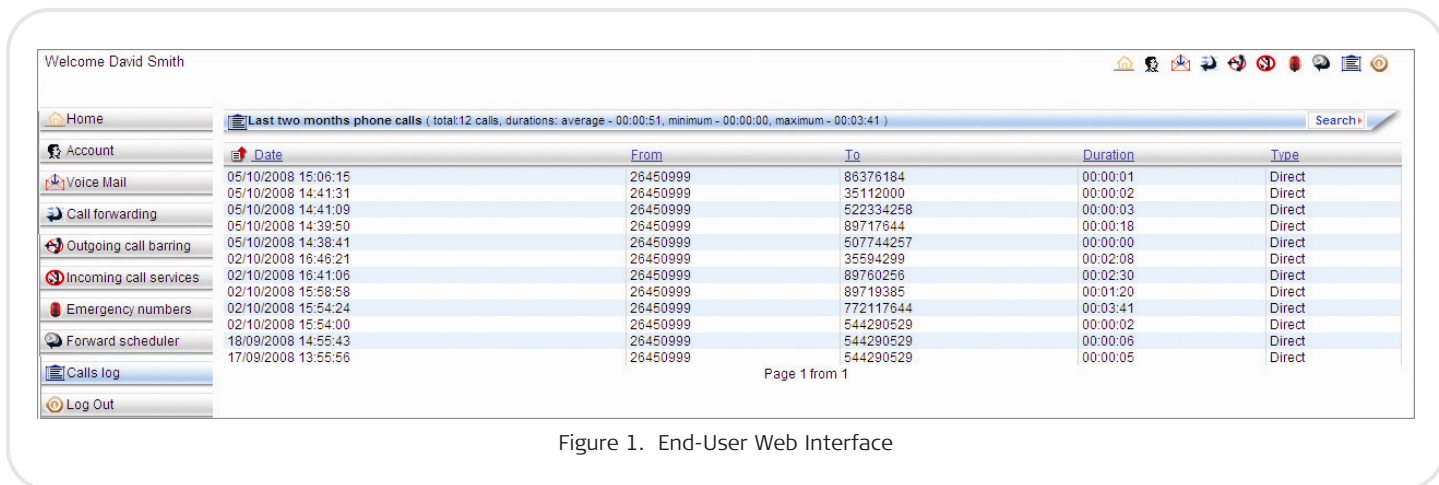 Welcome David Smith
Home
Account
Voice Mail
Call forwarding
Outgoing call barring
Incoming call services
Emergency numbers
Forward scheduler
Calls log
Log Out
Last two months phone calls ( total:12 calls, durations: average - 00:00:51, minimum - 00:00:00, maximum - 00:03:41 ) Search
Date From To Duration Type
05/10/2008 15:06:15 26450999 86376184 00:00:01 Direct
05/10/2008 14:41:31 26450999 35112000 00:00:02 Direct
05/10/2008 14:41:09 26450999 522334258 00:00:03 Direct
05/10/2008 14:39:50 26450999 89717644 00:00:18 Direct
05/10/2008 14:38:41 26450999 507744257 00:00:00 Direct
02/10/2008 16:46:21 26450999 35594299 00:02:08 Direct
02/10/2008 16:41:06 26450999 89760256 00:02:30 Direct
02/10/2008 15:58:58 26450999 89719385 00:01:20 Direct
02/10/2008 15:54:24 26450999 772117644 00:03:41 Direct
02/10/2008 15:54:00 26450999 544290529 00:00:02 Direct
18/09/2008 14:55:43 26450999 544290529 00:00:06 Direct
17/09/2008 13:55:56 26450999 544290529 00:00:05 Direct
Page 1 from 1
Figure 1. End-User Web Interface